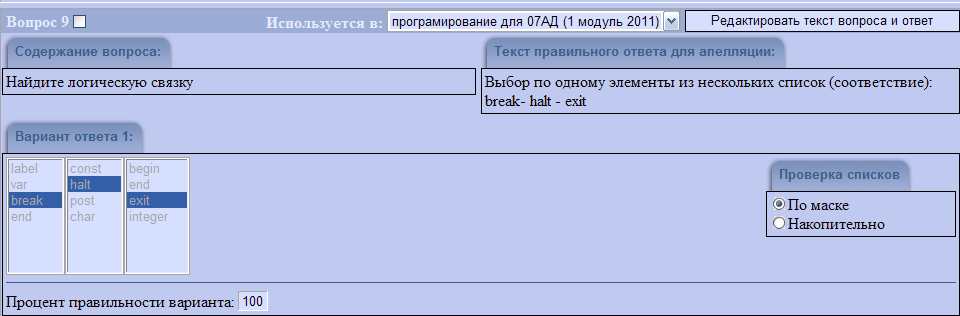 Вопрос 9 Используется в: програмирование для 07АД (1 модуль 2011) Редактировать текст вопроса и ответ
Содержание вопроса: Текст правильного ответа для апелляции:
Найдите логическую связку Выбор по одному элементы из нескольких список (соответствие):
break- halt - exit
Вариант ответа 1:
label const begin
var halt end
break post exit
end char integer
Проверка списков
По маске
Накопительно
Процент правильности варианта: 100